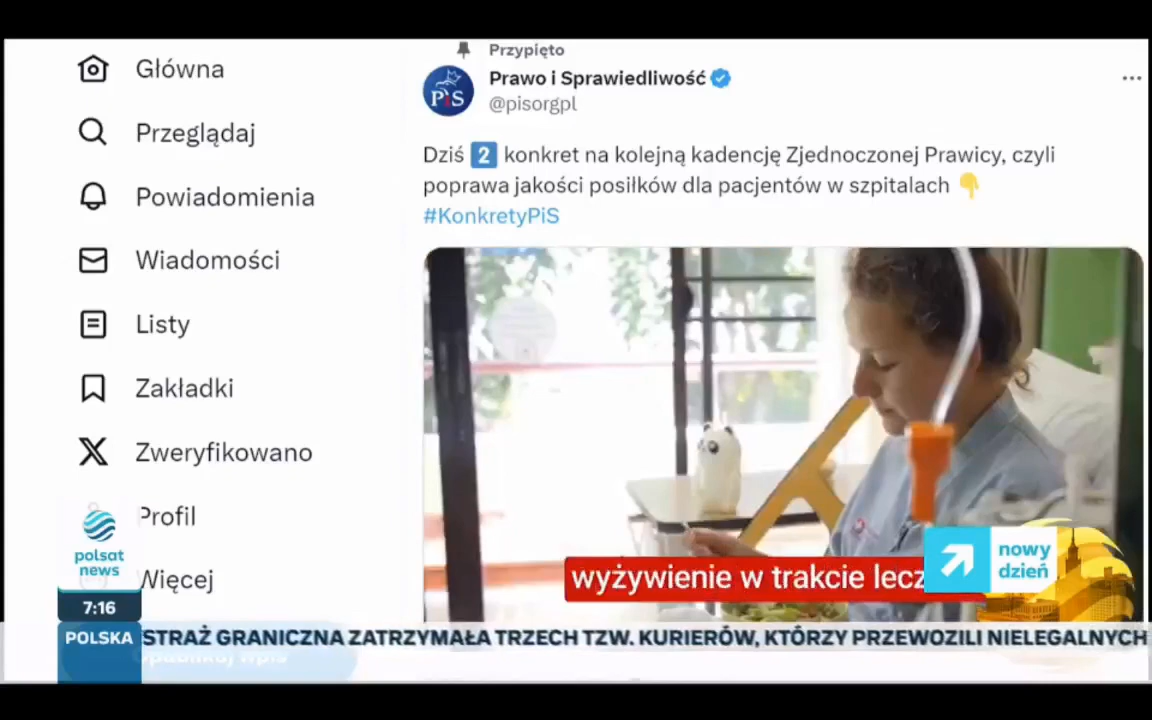 Przypięto
Prawo i Sprawiedliwość
@pisorgpl
Dziś 2 konkret na kolejną kadencję Zjednoczonej Prawicy, czyli
poprawa jakości posiłków dla pacjentów w szpitalach
#KonkretyPiS
Główna
Przeglądaj
Powiadomienia
Wiadomości
Listy
Zakładki
Zweryfikowano
Profil
Więcej
PiS
wyżywienie w trakcie lecz
nowy
dzień
polsat
news
7:16
POLSKA STRAŻ GRANICZNA ZATRZYMAŁA TRZECH TZW. KURIERÓW, KTÓRZY PRZEWOZILI NIELEGALNYCH